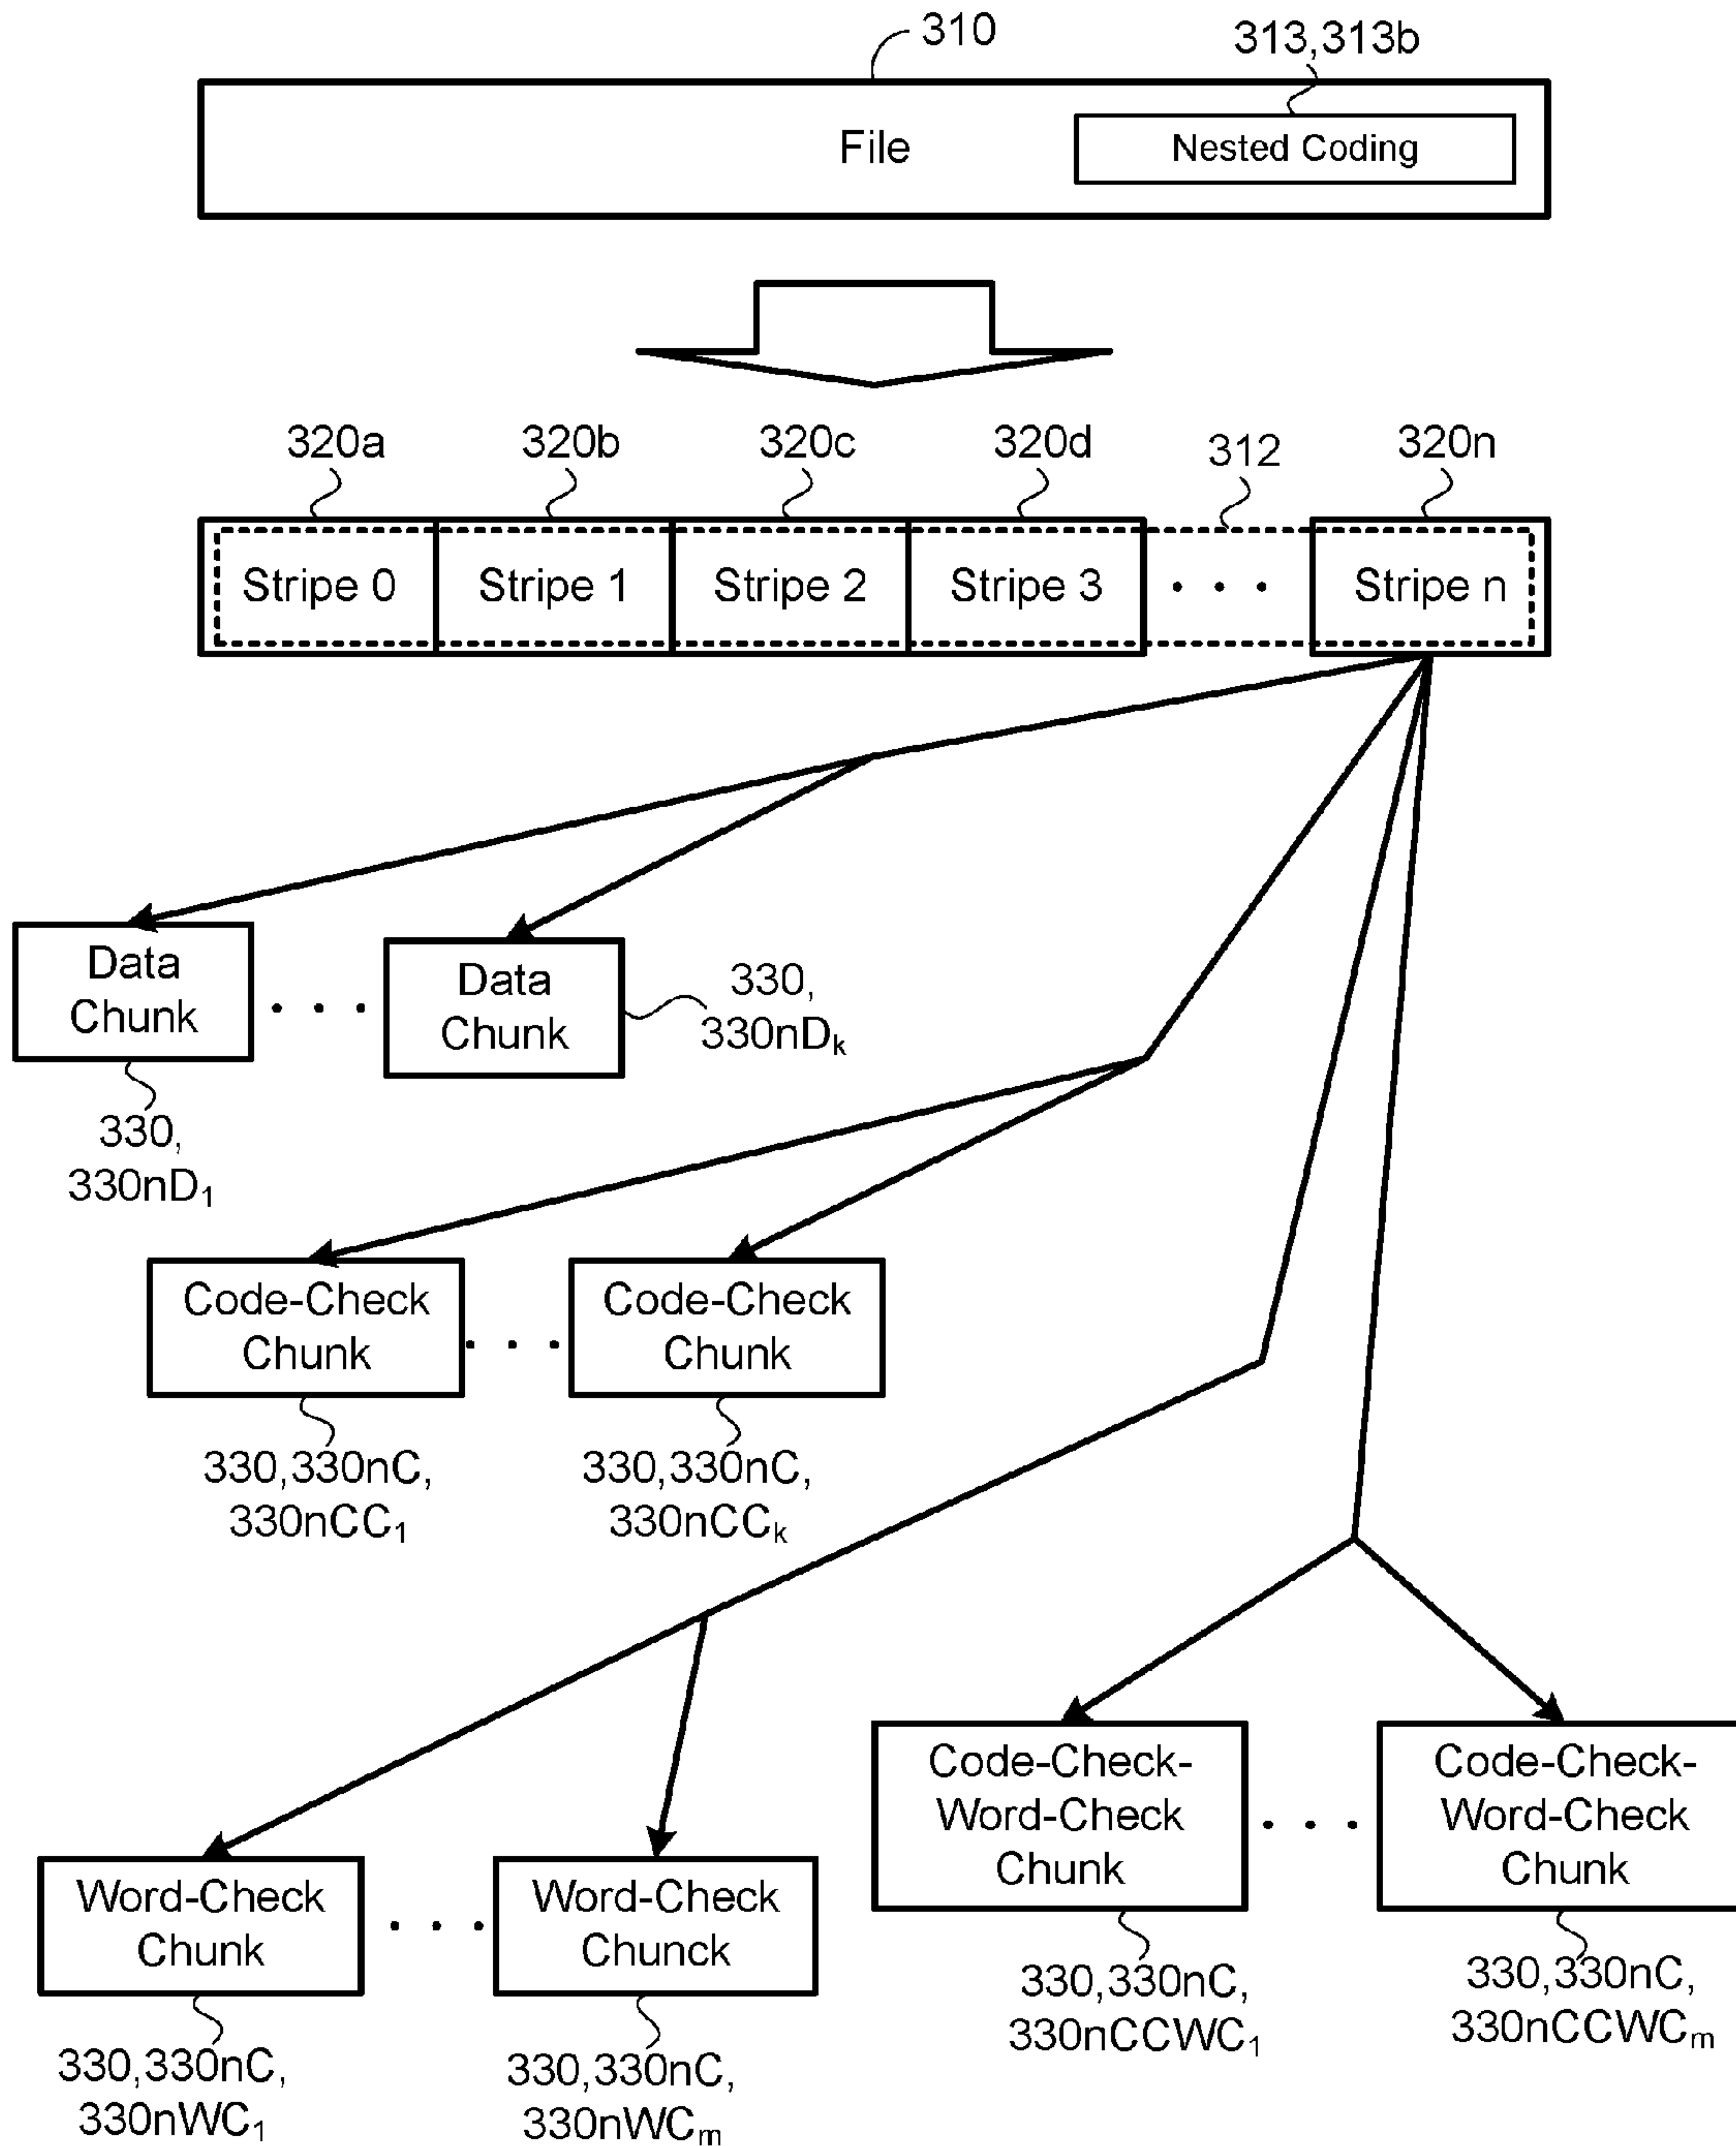 310
313,313b
File
Nested Coding
320a
320b
320c
320d
312
320n
Stripe 0
Stripe 1
Stripe 2
Stripe 3
. . .
Stripe n
Data
Chunk
. . .
Data
Chunk
330,
330nDk
330,
330nD1
Code-Check
Chunk
. . .
Code-Check
Chunk
330,330nC,
330nCC1
330,330nC,
330nCCk
Code-Check-
Word-Check
Chunk
. . .
Code-Check-
Word-Check
Chunk
Word-Check
Chunk
. . .
Word-Check
Chunck
330,330nC,
330nCCWC1
330,330nC,
330nCCWCm
330,330nC,
330nWC1
330,330nC,
330nWCm